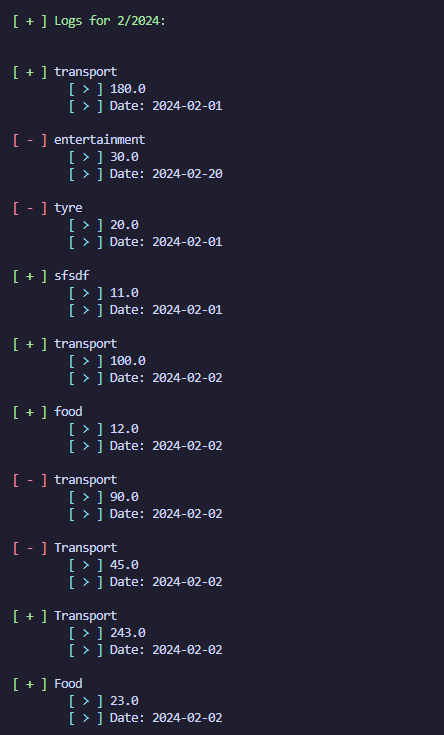 [ + ] Logs for 2/2024:
[ + ] transport
[ > ] 180.0
[ > ] Date: 2024-02-01
[ - ] entertainment
[ > ] 30.0
[ > ] Date: 2024-02-20
[ - ] tyre
[ > ] 20.0
[ > ] Date: 2024-02-01
[ + ] sfsdf
[ > ] 11.0
[ > ] Date: 2024-02-01
[ + ] transport
[ > ] 100.0
[ > ] Date: 2024-02-02
[ + ] food
[ > ] 12.0
[ > ] Date: 2024-02-02
[ - ] transport
[ > ] 90.0
[ > ] Date: 2024-02-02
[ - ] Transport
[ > ] 45.0
[ > ] Date: 2024-02-02
[ + ] Transport
[ > ] 243.0
[ > ] Date: 2024-02-02
[ + ] Food
[ > ] 23.0
[ > ] Date: 2024-02-02